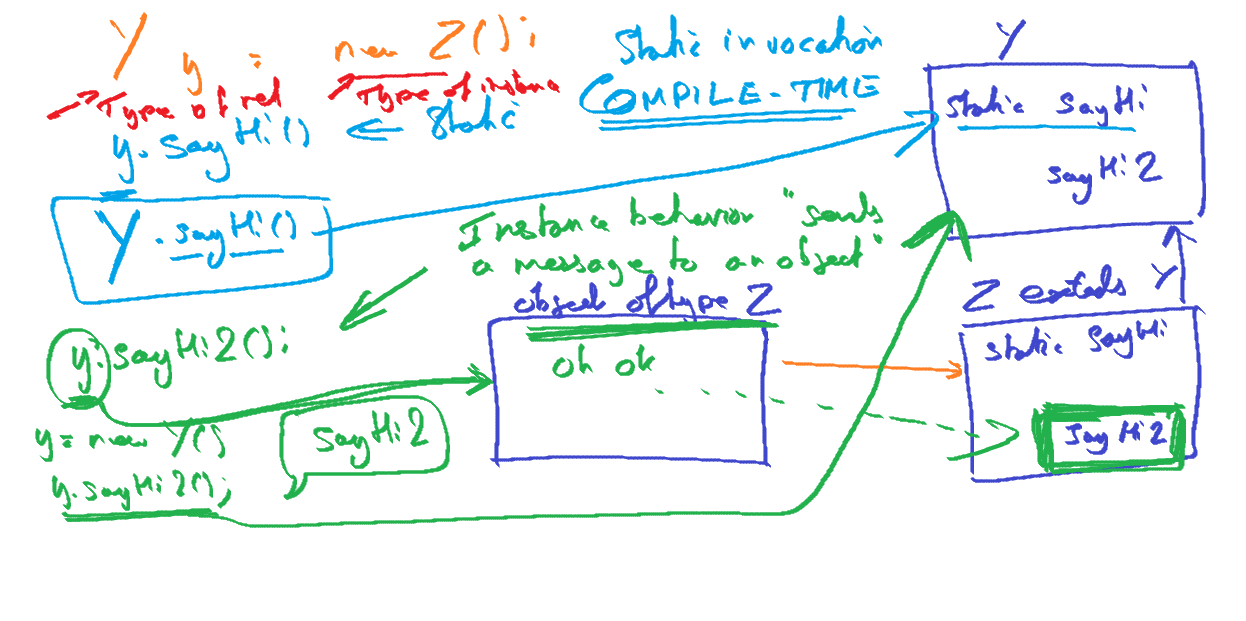 Y y = new Z();
Type of ref
Type of instance
y.sayHi() ⇐ static
Static invocation
COMPILE-TIME
Y
static sayHi
sayHi2
Y.sayHi()
Instance behavior "sends
a message to an object"
object of type Z
oh ok
Z extends Y
static sayHi
sayHi2
y.sayHi2();
sayHi2
y = new Y()
y.sayHi2();